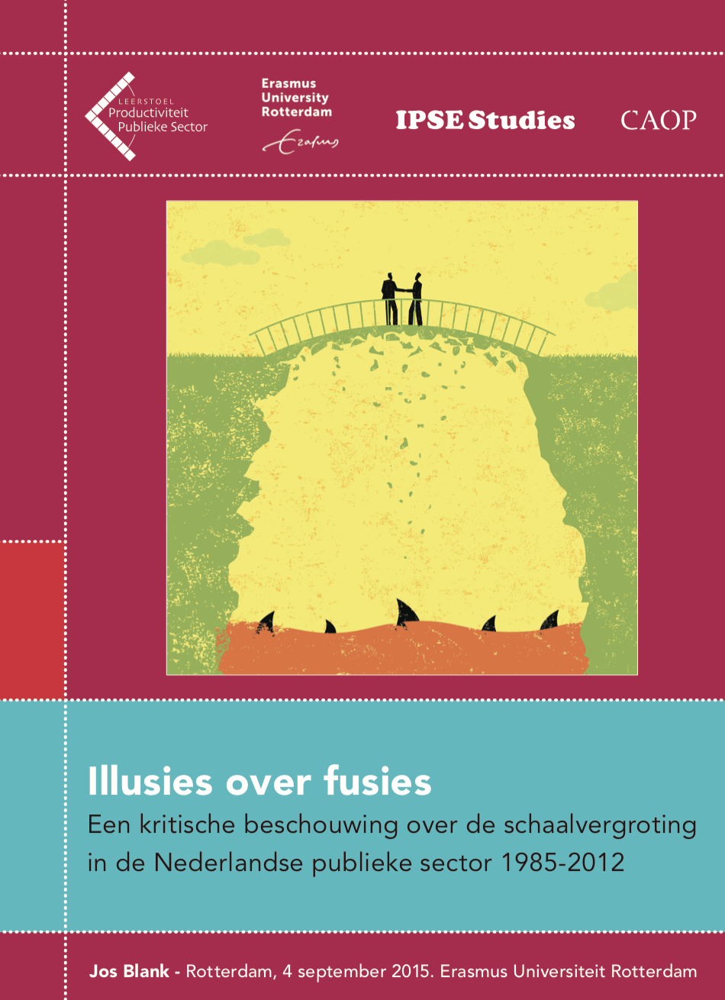 LEERSTOEL
Productiviteit
Publieke Sector
Erasmus
University
Rotterdam
Erasmus
IPSE Studies
CAOP
Illusies over fusies
Een kritische beschouwing over de schaalvergroting
in de Nederlandse publieke sector 1985-2012
Jos Blank - Rotterdam, 4 september 2015. Erasmus Universiteit Rotterdam